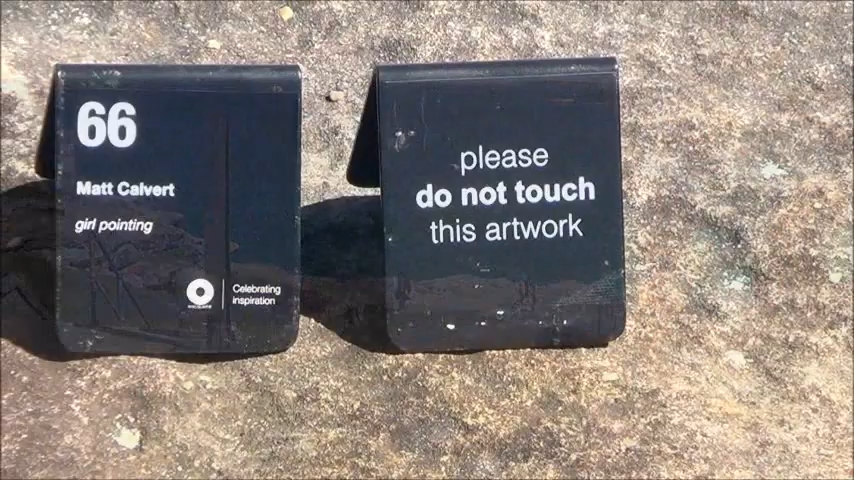 66
Matt Calvert
girl pointing
Celebrating
inspiration
please
do not touch
this artwork